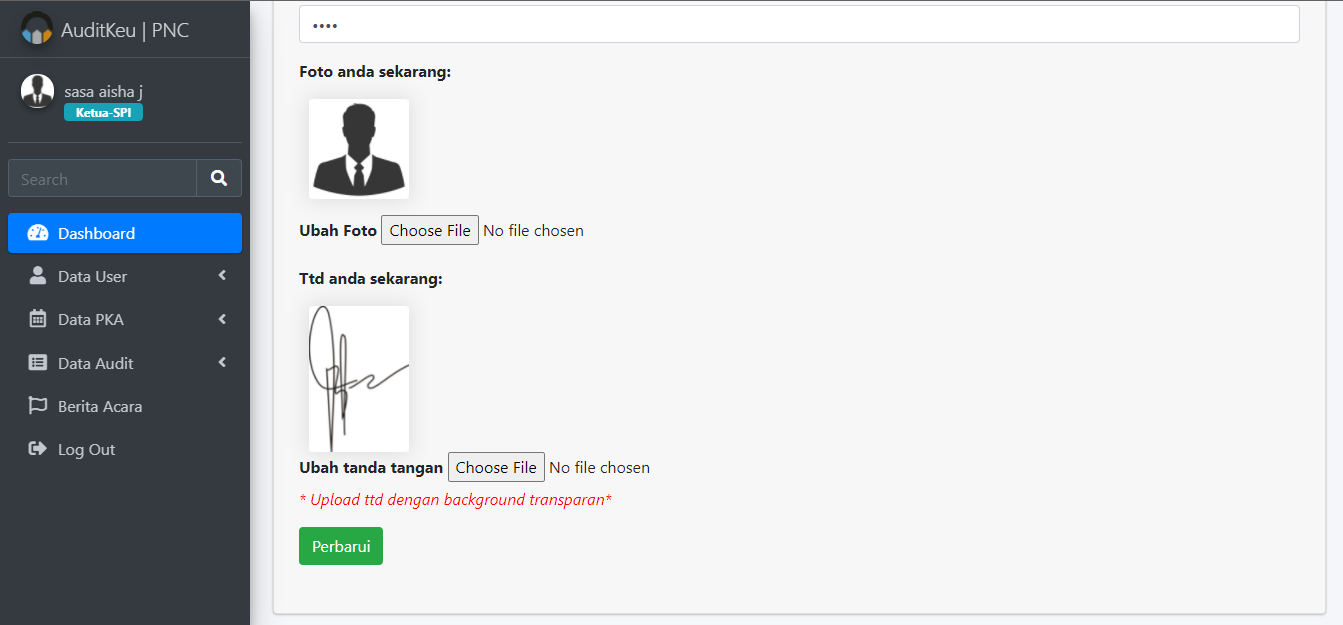 AuditKeu | PNC
sasa aisha j
Ketua-SPI
Search
Dashboard
Data User
Data PKA
Data Audit
Berita Acara
Log Out
••••
Foto anda sekarang:
Ubah Foto Choose File No file chosen
Ttd anda sekarang:
Ubah tanda tangan Choose File No file chosen
* Upload ttd dengan background transparan*
Perbarui